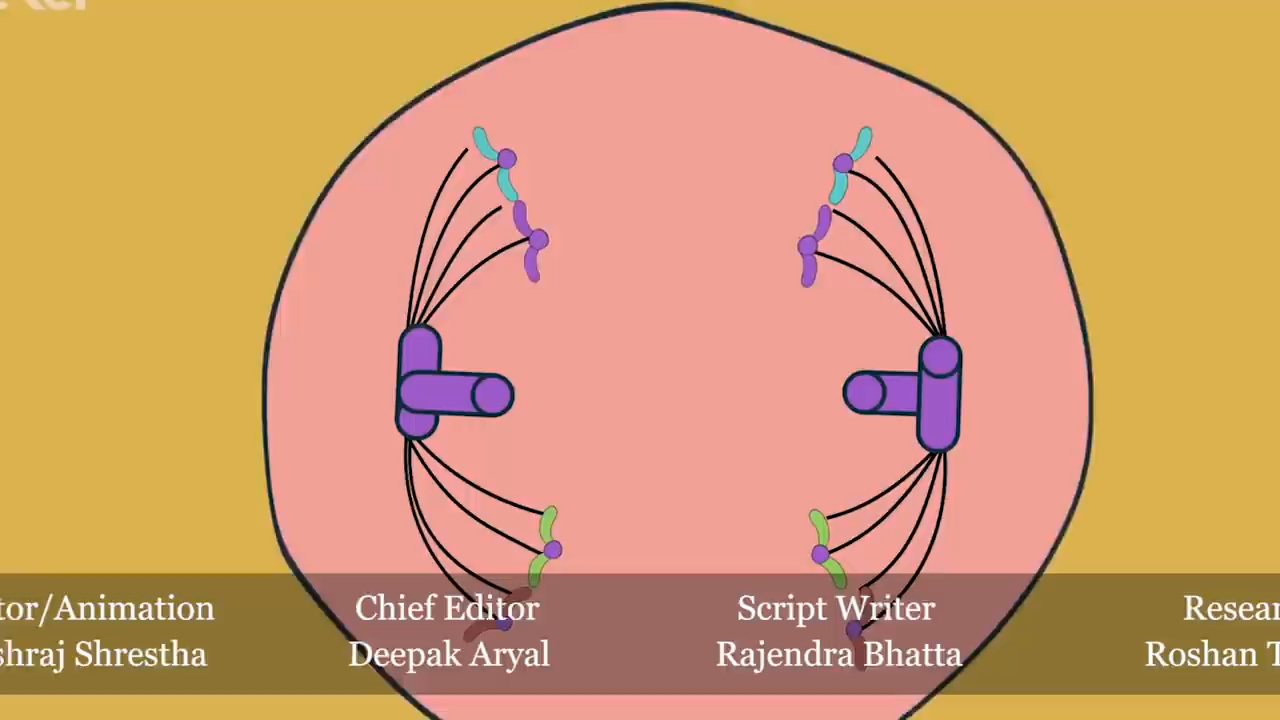 tor/Animation Chief Editor Script Writer Resear
shraj Shrestha Deepak Aryal Rajendra Bhatta Roshan T